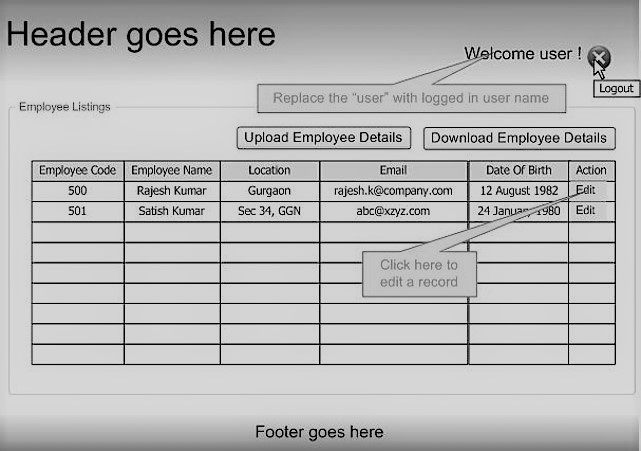 Header goes here
Welcome user !
Logout
Replace the “user” with logged in user name
Employee Listings
Upload Employee Details Download Employee Details
Employee Code Employee Name Location Email Date Of Birth Action
500 Rajesh Kumar Gurgaon rajesh.k@company.com 12 August 1982 Edit
501 Satish Kumar Sec 34, GGN abc@xzyz.com 24 January 1980 Edit
Click here to
edit a record
Footer goes here